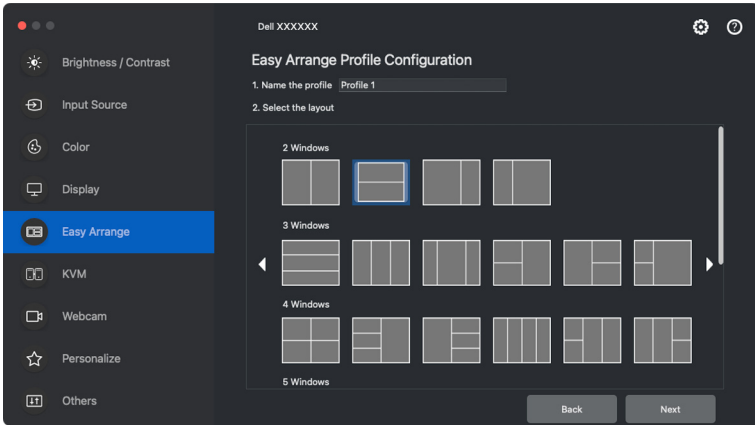 Dell XXXXXX
Brightness / Contrast
Input Source
Color
Display
Easy Arrange
KVM
Webcam
Personalize
Others
Easy Arrange Profile Configuration
1. Name the profile Profile 1
2. Select the layout
2 Windows
3 Windows
4 Windows
5 Windows
Back Next